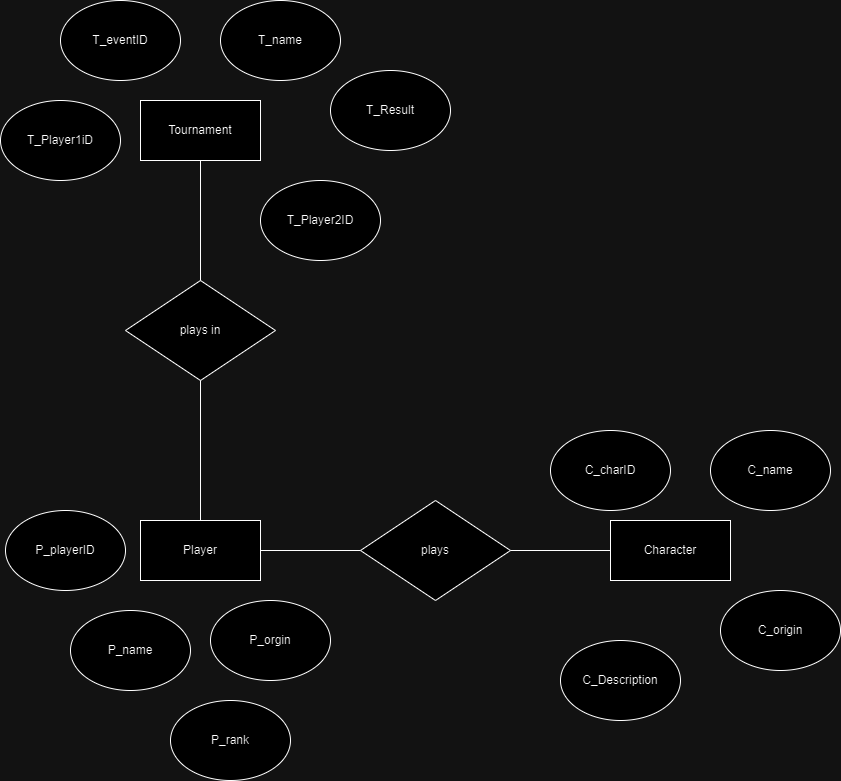 T_eventID
T_name
T_Result
T_Player1iD
Tournament
T_Player2ID
plays in
C_charID
C_name
P_playerID
Player
plays
Character
P_name
P_orgin
C_origin
C_Description
P_rank